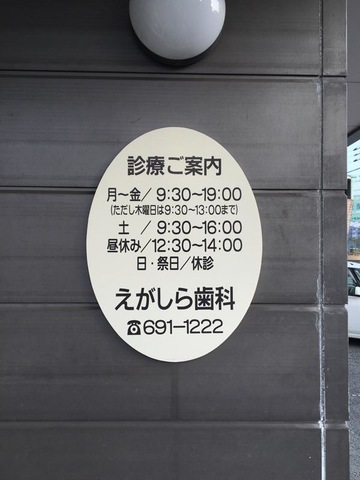 診療ご案内
月～金／9:30～19:00
(ただし木曜日は9:30～13:00まで)
土　／9:30～16:00
昼休み／12:30～14:00
日・祭日／休診
えがしら歯科
☎691-1222